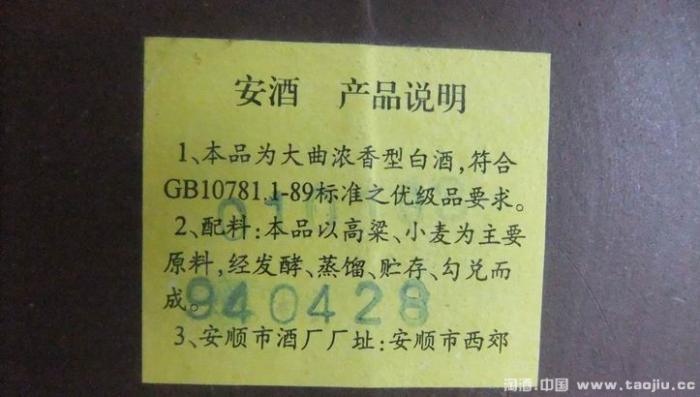 安酒 产品说明
1、本品为大曲浓香型白酒,符合
GB10781.1-89标准之优级品要求。
2、配料:本品以高梁、小麦为主要
原料,经发酵、蒸馏、贮存、勾兑而
成。
940428
3、安顺市酒厂厂址:安顺市西郊
淘酒.中国 www.taojiu.cc